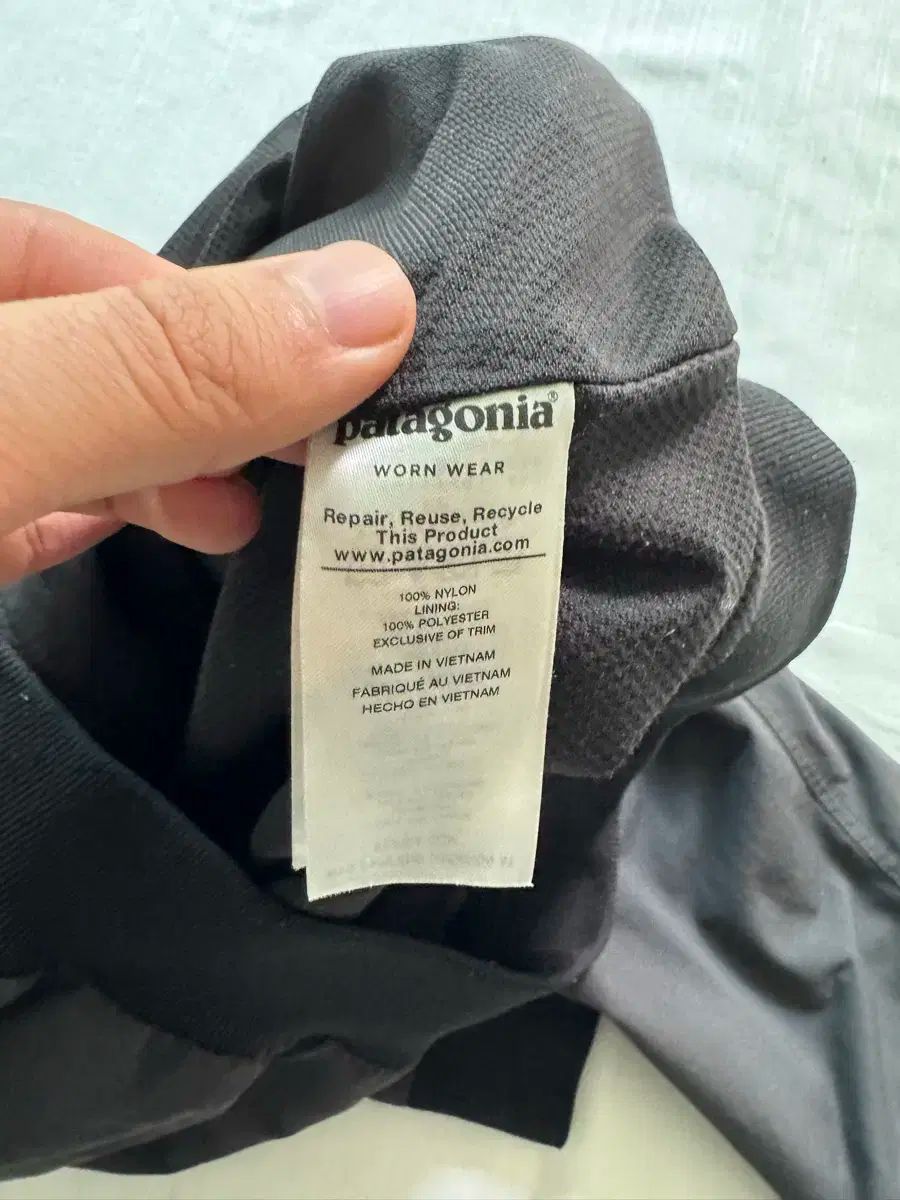 patagonia®
WORN WEAR
Repair, Reuse, Recycle
This Product
www.patagonia.com
100% NYLON
LINING:
100% POLYESTER
EXCLUSIVE OF TRIM
MADE IN VIETNAM
FABRIQUÉ AU VIETNAM
HECHO EN VIETNAM